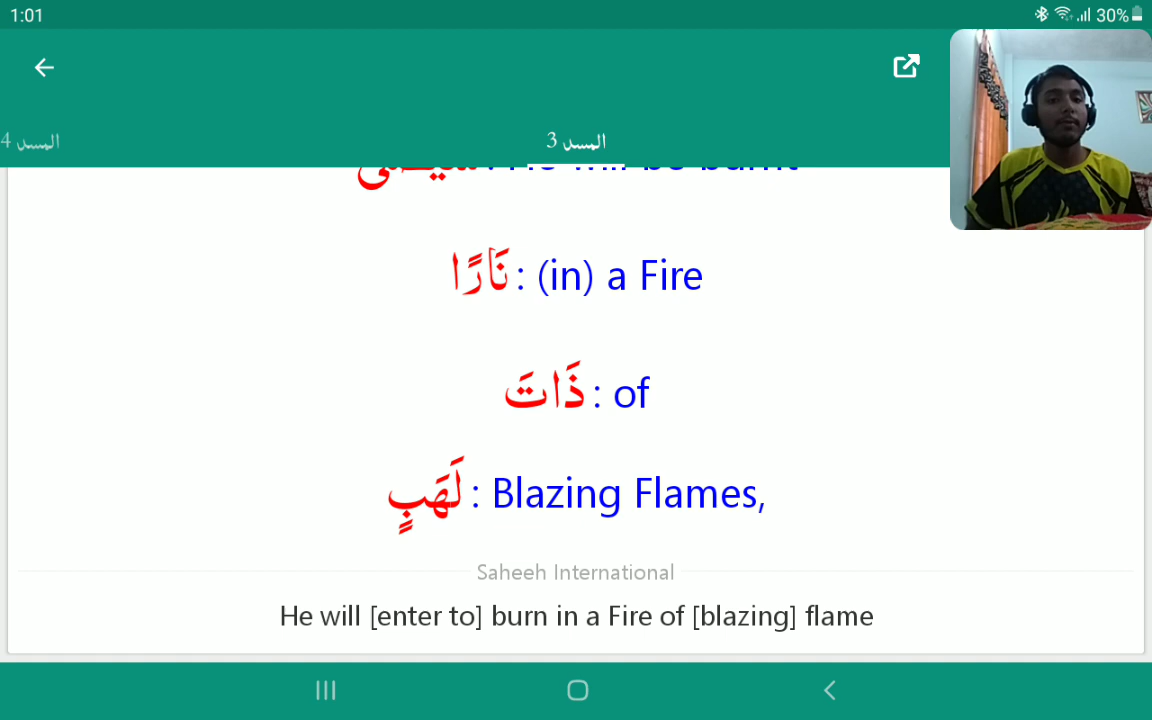 1:01
30%
المسد 4
المسد 3
نَارًا : (in) a Fire
ذَاتَ : of
لَهَبٍ : Blazing Flames,
Saheeh International
He will [enter to] burn in a Fire of [blazing] flame